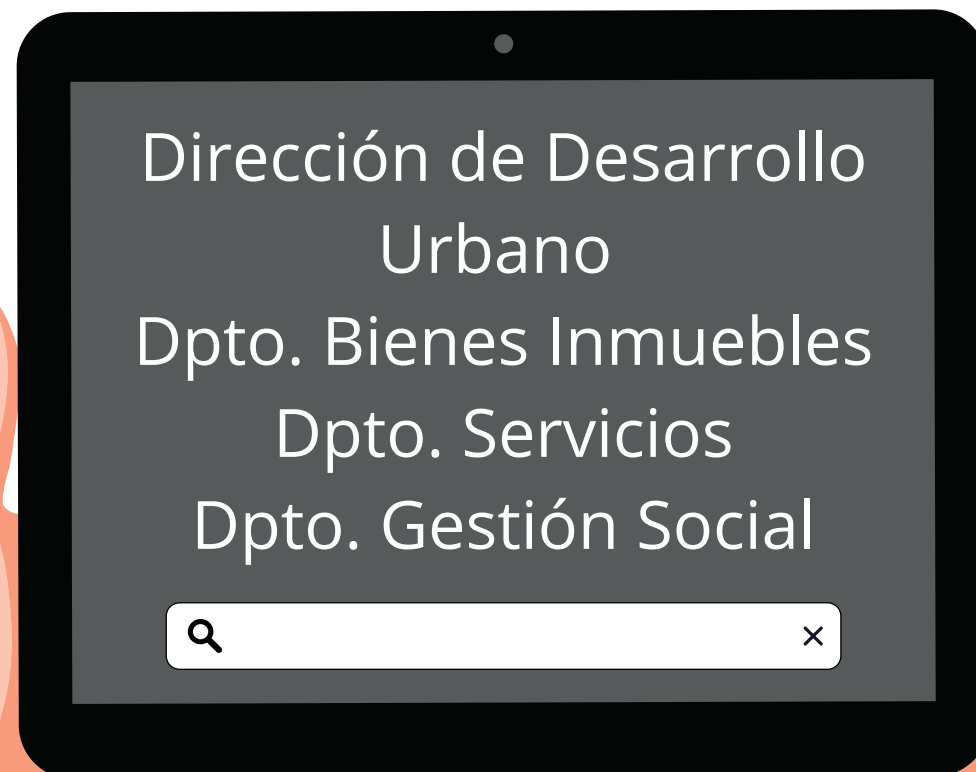 Dirección de Desarrollo
Urbano
Dpto. Bienes Inmuebles
Dpto. Servicios
Dpto. Gestión Social